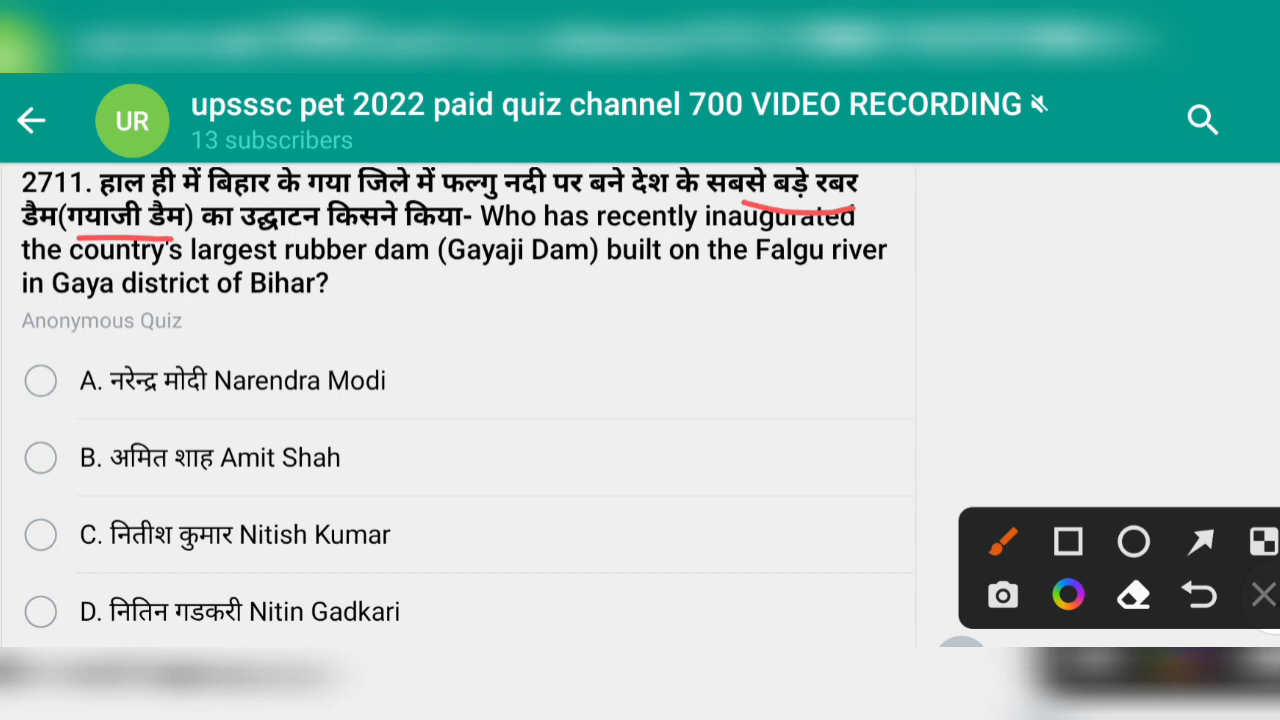 UR
upsssc pet 2022 paid quiz channel 700 VIDEO RECORDING
13 subscribers
2711. हाल ही में बिहार के गया जिले में फल्गु नदी पर बने देश के सबसे बड़े रबर
डैम(गयाजी डैम) का उद्घाटन किसने किया- Who has recently inaugurated
the country's largest rubber dam (Gayaji Dam) built on the Falgu river
in Gaya district of Bihar?
Anonymous Quiz
A. नरेन्द्र मोदी Narendra Modi
B. अमित शाह Amit Shah
C. नितीश कुमार Nitish Kumar
D. नितिन गडकरी Nitin Gadkari